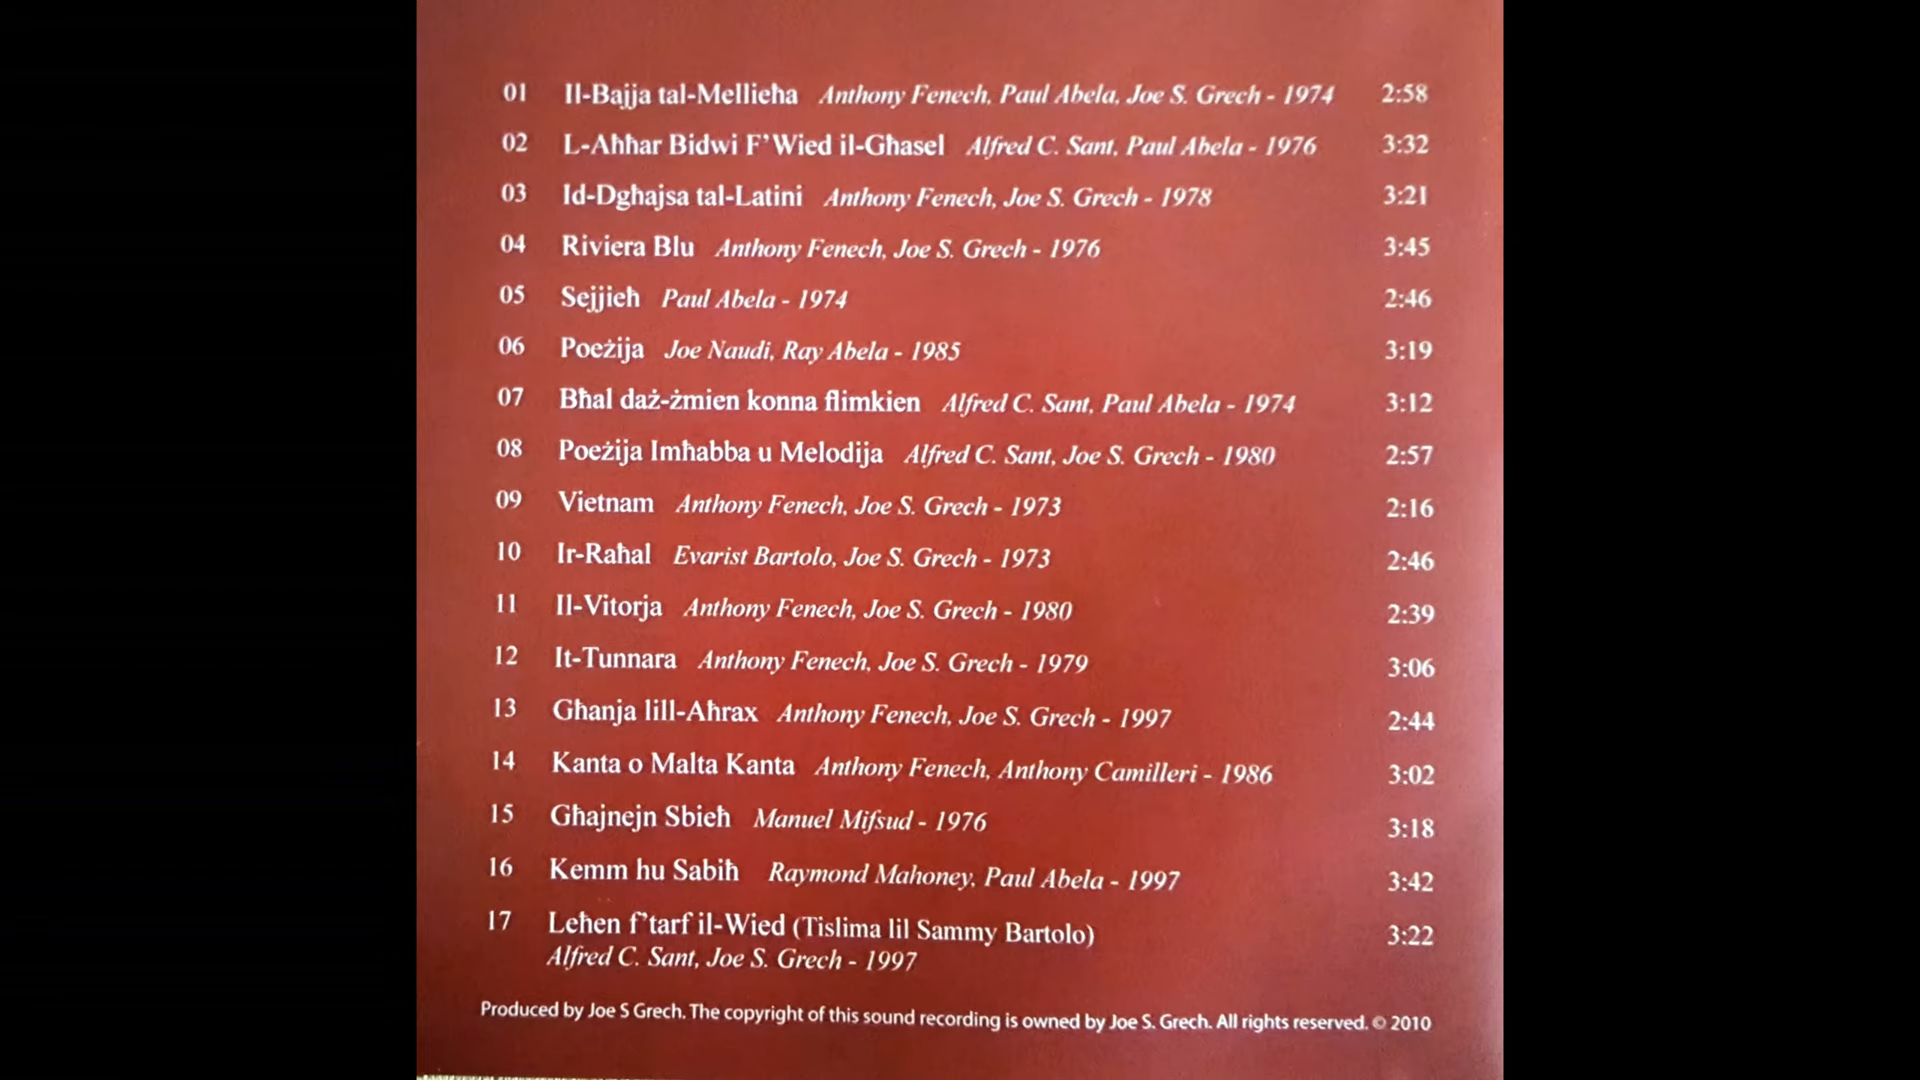 01 Il-Bajja tal-Mellieħa Anthony Fenech, Paul Abela, Joe S. Grech - 1974 2:58
02 L-Aħħar Bidwi F'Wied il-Għasel Alfred C. Sant, Paul Abela - 1976 3:32
03 Id-Dgħajsa tal-Latini Anthony Fenech, Joe S. Grech - 1978 3:21
04 Riviera Blu Anthony Fenech, Joe S. Grech - 1976 3:45
05 Sejjieħ Paul Abela - 1974 2:46
06 Poeżija Joe Naudi, Ray Abela - 1985 3:19
07 Bħal daż-żmien konna flimkien Alfred C. Sant, Paul Abela - 1974 3:12
08 Poeżija Imħabba u Melodija Alfred C. Sant, Joe S. Grech - 1980 2:57
09 Vietnam Anthony Fenech, Joe S. Grech - 1973 2:16
10 Ir-Raħal Evarist Bartolo, Joe S. Grech - 1973 2:46
11 Il-Vitorja Anthony Fenech, Joe S. Grech - 1980 2:39
12 It-Tunnara Anthony Fenech, Joe S. Grech - 1979 3:06
13 Għanja lill-Aħrax Anthony Fenech, Joe S. Grech - 1997 2:44
14 Kanta o Malta Kanta Anthony Fenech, Anthony Camilleri - 1986 3:02
15 Għajnejn Sbieħ Manuel Mifsud - 1976 3:18
16 Kemm hu Sabiħ Raymond Mahoney, Paul Abela - 1997 3:42
17 Leħen f'tarf il-Wied (Tislima lil Sammy Bartolo) 3:22
Alfred C. Sant, Joe S. Grech - 1997
Produced by Joe S Grech. The copyright of this sound recording is owned by Joe S. Grech. All rights reserved. © 2010